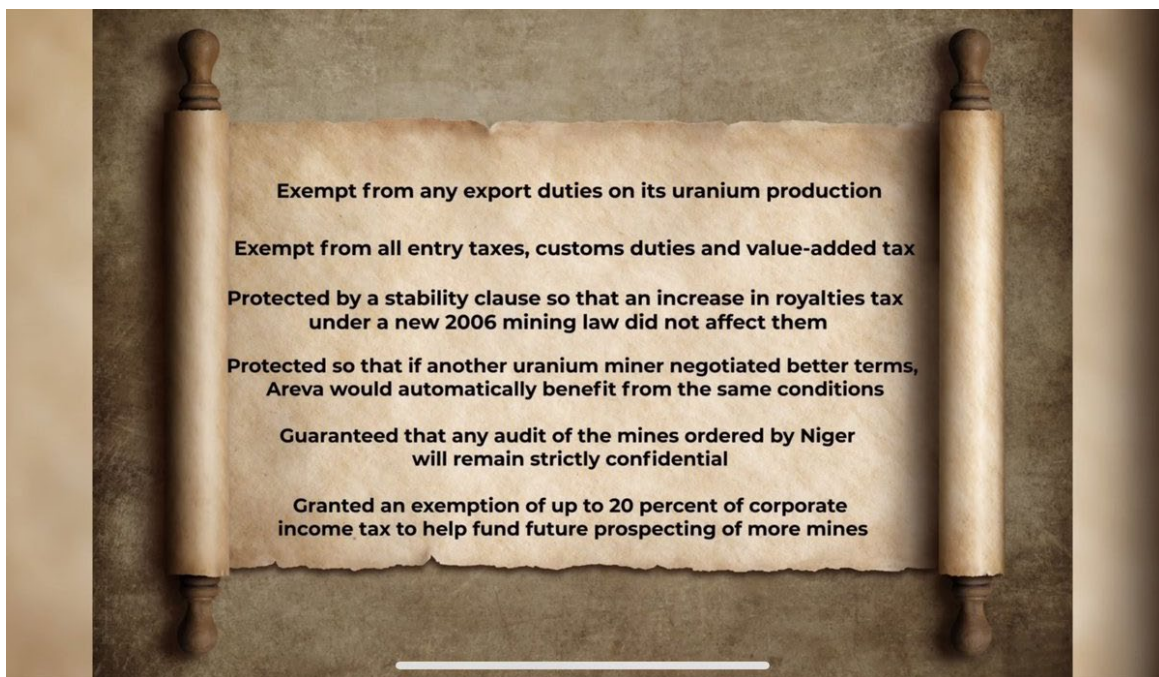 Exempt from any export duties on its uranium production
Exempt from all entry taxes, customs duties and value-added tax
Protected by a stability clause so that an increase in royalties tax
under a new 2006 mining law did not affect them
Protected so that if another uranium miner negotiated better terms,
Areva would automatically benefit from the same conditions
Guaranteed that any audit of the mines ordered by Niger
will remain strictly confidential
Granted an exemption of up to 20 percent of corporate
income tax to help fund future prospecting of more mines